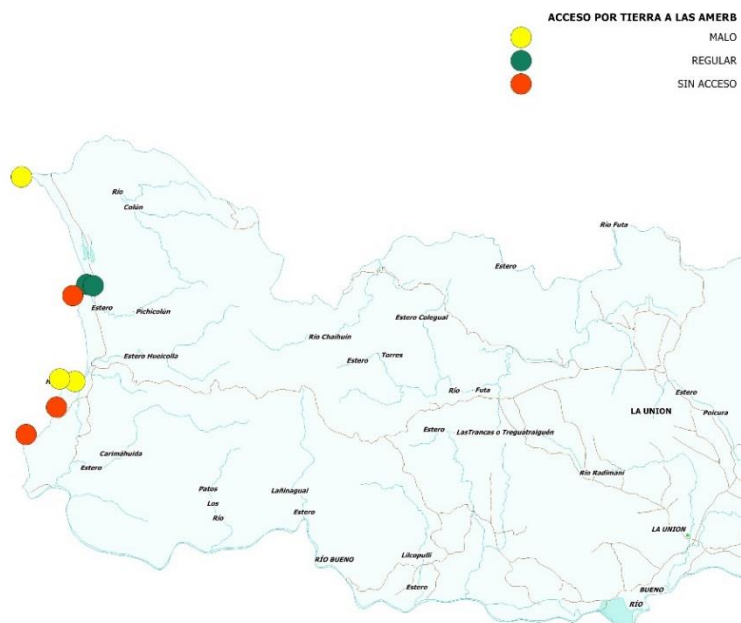 ACCESO POR TIERRA A LAS AMERB
MALO
REGULAR
SIN ACCESO
Río
Colún
Río Futa
Estero
Estero
Pichicolún
Estero Colegual
Río Chaihuín
Estero Hueicolla
Estero
Torres
Río
Futa
Estero
Poicura
LA UNION
Estero
LasTrancas o Treguatraiguén
Carimáhuida
Estero
Río Radimani
Patos
Los
Río
Lañinagual
Estero
LA UNION
RÍO BUENO
Lilcopulli
Estero
BUENO
RÍO